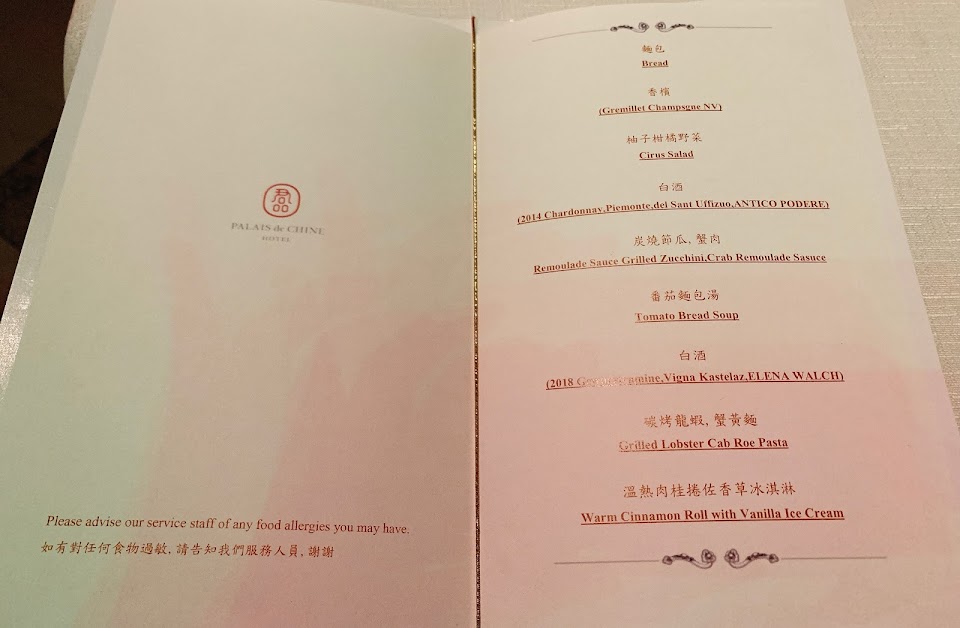 君品
PALAIS de CHINE
HOTEL
Please advise our service staff of any food allergies you may have.
如有對任何食物過敏,請告知我們服務人員,謝謝
麵包
Bread
香檳
(Gremillet Champsgne NV)
柚子柑橘野菜
Cirus Salad
白酒
(2014 Chardonnay,Piemonte,del Sant Uffizuo,ANTICO PODERE)
炭燒節瓜,蟹肉
Remoulade Sauce Grilled Zucchini,Crab Remoulade Sasuce
番茄麵包湯
Tomato Bread Soup
白酒
(2018 Vigna Kastelaz,ELENA WALCH)
碳烤龍蝦,蟹黃麵
Grilled Lobster Cab Roe Pasta
溫熱肉桂捲佐香草冰淇淋
Warm Cinnamon Roll with Vanilla Ice Cream